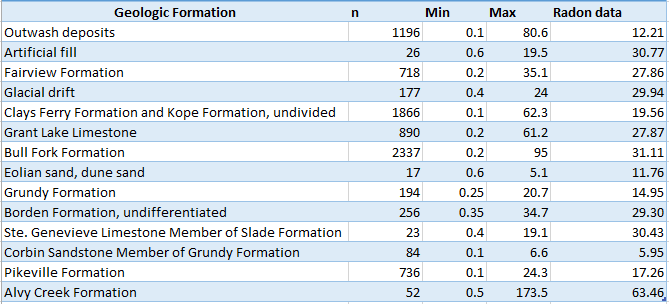 Geologic Formation n Min Max Radon data
Outwash deposits 1196 0.1 80.6 12.21
Artificial fill 26 0.6 19.5 30.77
Fairview Formation 718 0.2 35.1 27.86
Glacial drift 177 0.4 24 29.94
Clays Ferry Formation and Kope Formation, undivided 1866 0.1 62.3 19.56
Grant Lake Limestone 890 0.2 61.2 27.87
Bull Fork Formation 2337 0.2 95 31.11
Eolian sand, dune sand 17 0.6 5.1 11.76
Grundy Formation 194 0.25 20.7 14.95
Borden Formation, undifferentiated 256 0.35 34.7 29.30
Ste. Genevieve Limestone Member of Slade Formation 23 0.4 19.1 30.43
Corbin Sandstone Member of Grundy Formation 84 0.1 6.6 5.95
Pikeville Formation 736 0.1 24.3 17.26
Alvy Creek Formation 52 0.5 173.5 63.46